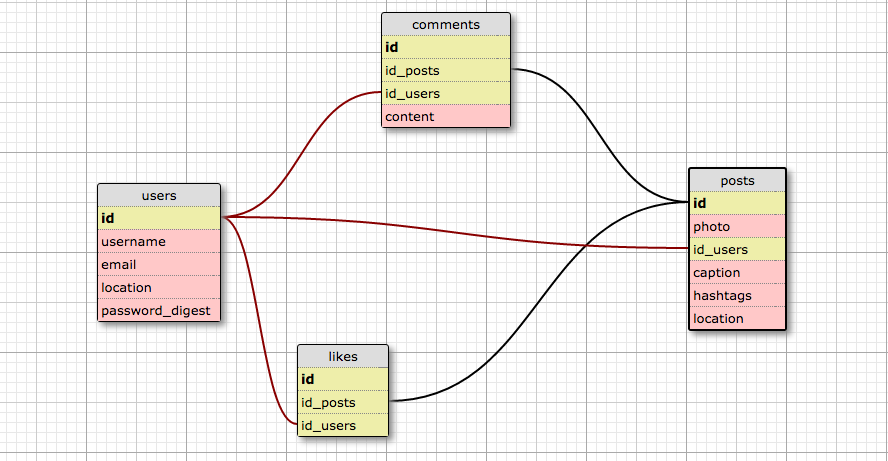 comments
id
id_posts
id_users
content
users
id
username
email
location
password_digest
posts
id
photo
id_users
caption
hashtags
location
likes
id
id_posts
id_users